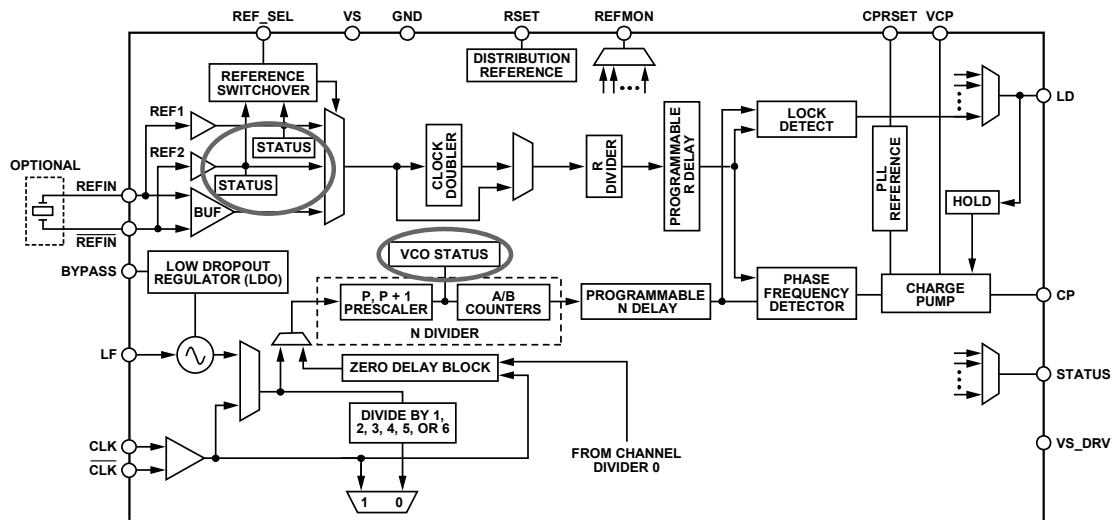 REF_SEL VS GND RSET REFMON CPRSET VCP
DISTRIBUTION
REFERENCE
REFERENCE
SWITCHOVER
REF1
REF2
STATUS
STATUS
BUF
OPTIONAL
REFIN
REFIN
BYPASS
LOW DROPOUT
REGULATOR (LDO)
LF
CLK
CLK
CLOCK
DOUBLER
R
DIVIDER
PROGRAMMABLE
R DELAY
LOCK
DETECT
PLL
REFERENCE
HOLD
LD
VCO STATUS
P, P + 1
PRESCALER
A/B
COUNTERS
N DIVIDER
PROGRAMMABLE
N DELAY
PHASE
FREQUENCY
DETECTOR
CHARGE
PUMP
CP
ZERO DELAY BLOCK
DIVIDE BY 1,
2, 3, 4, 5, OR 6
FROM CHANNEL
DIVIDER 0
STATUS
VS_DRV
1 0